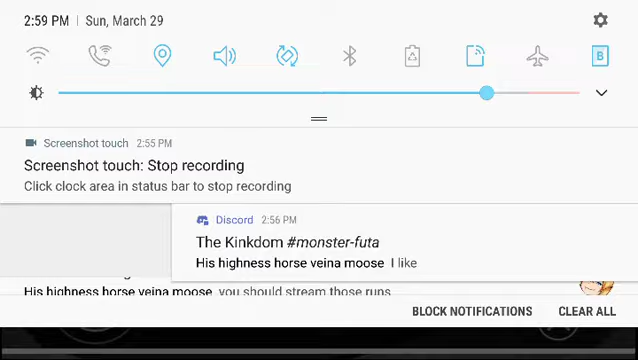 2:59 PM | Sun, March 29
B
Screenshot touch 2:55 PM
Screenshot touch: Stop recording
Click clock area in status bar to stop recording
Discord 2:56 PM
The Kinkdom #monster-futa
His highness horse veina moose I like
His highness horse veina moose you should stream those runs
BLOCK NOTIFICATIONS CLEAR ALL